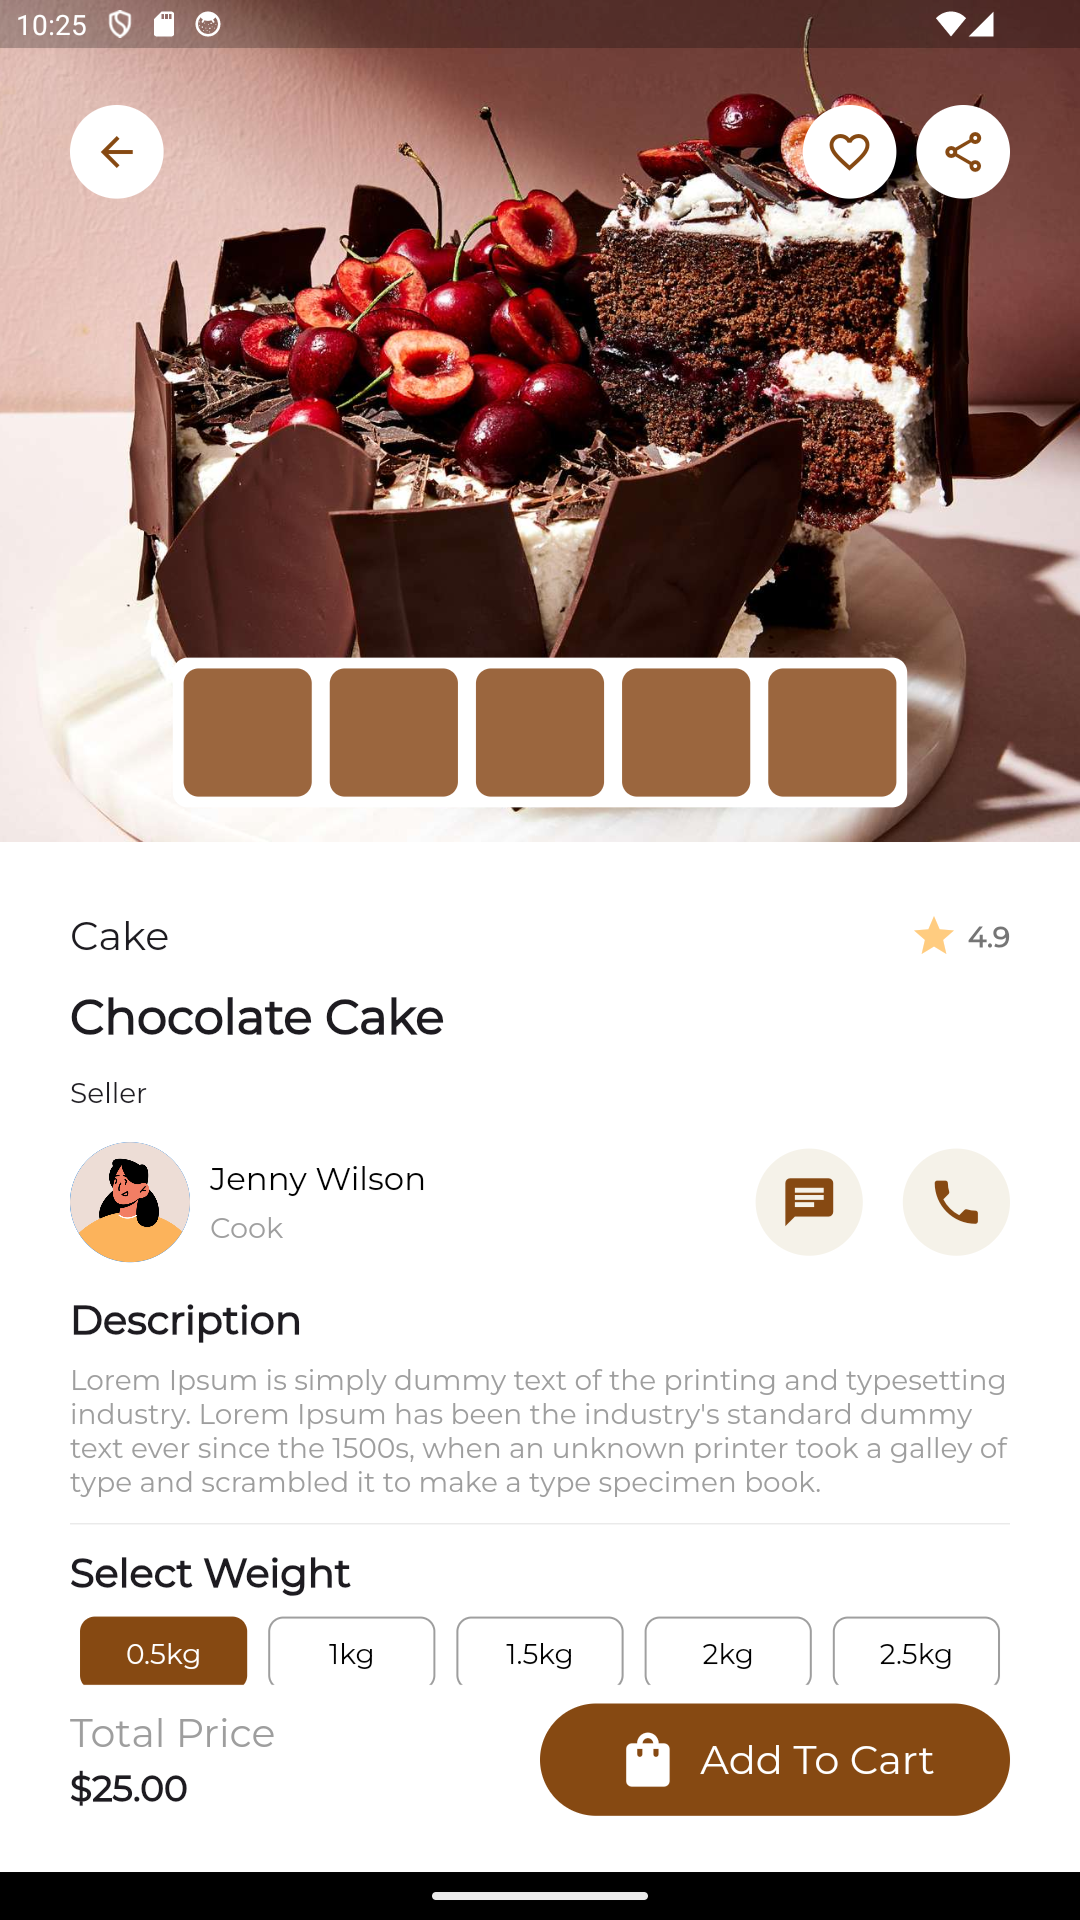 10:25
Cake
4.9
Chocolate Cake
Seller
Jenny Wilson
Cook
Description
Lorem Ipsum is simply dummy text of the printing and typesetting
industry. Lorem Ipsum has been the industry's standard dummy
text ever since the 1500s, when an unknown printer took a galley of
type and scrambled it to make a type specimen book.
Select Weight
0.5kg 1kg 1.5kg 2kg 2.5kg
Total Price
$25.00
Add To Cart